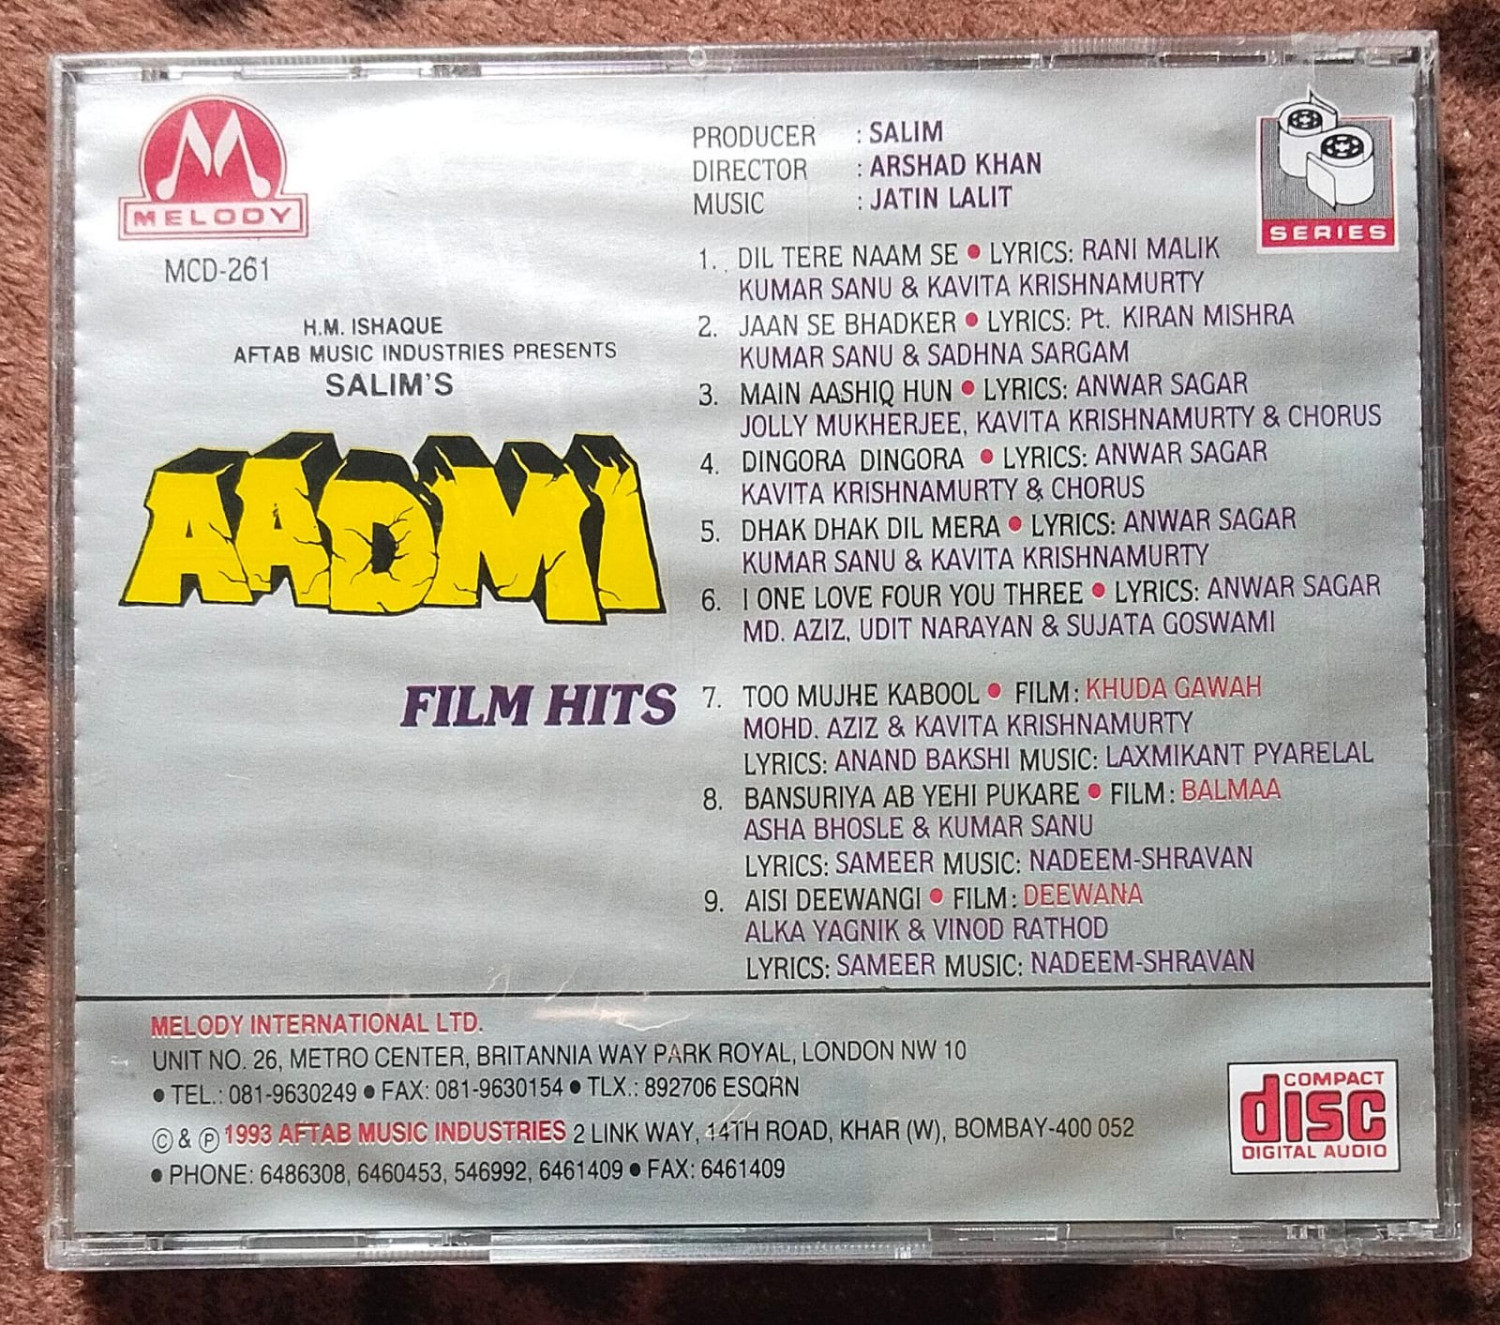 MELODY
MCD-261
H.M. ISHAQUE
AFTAB MUSIC INDUSTRIES PRESENTS
SALIM'S
AADMI
FILM HITS
PRODUCER : SALIM
DIRECTOR : ARSHAD KHAN
MUSIC : JATIN LALIT
SERIES
1. DIL TERE NAAM SE ● LYRICS: RANI MALIK
KUMAR SANU & KAVITA KRISHNAMURTY
2. JAAN SE BHADKER ● LYRICS: Pt. KIRAN MISHRA
KUMAR SANU & SADHNA SARGAM
3. MAIN AASHIQ HUN ● LYRICS: ANWAR SAGAR
JOLLY MUKHERJEE, KAVITA KRISHNAMURTY & CHORUS
4. DINGORA DINGORA ● LYRICS: ANWAR SAGAR
KAVITA KRISHNAMURTY & CHORUS
5. DHAK DHAK DIL MERA ● LYRICS: ANWAR SAGAR
KUMAR SANU & KAVITA KRISHNAMURTY
6. I ONE LOVE FOUR YOU THREE ● LYRICS: ANWAR SAGAR
MD. AZIZ, UDIT NARAYAN & SUJATA GOSWAMI
7. TOO MUJHE KABOOL ● FILM: KHUDA GAWAH
MOHD. AZIZ & KAVITA KRISHNAMURTY
LYRICS: ANAND BAKSHI MUSIC: LAXMIKANT PYARELAL
8. BANSURIYA AB YEHI PUKARE ● FILM: BALMAA
ASHA BHOSLE & KUMAR SANU
LYRICS: SAMEER MUSIC: NADEEM-SHRAVAN
9. AISI DEEWANGI ● FILM: DEEWANA
ALKA YAGNIK & VINOD RATHOD
LYRICS: SAMEER MUSIC: NADEEM-SHRAVAN
MELODY INTERNATIONAL LTD.
UNIT NO. 26, METRO CENTER, BRITANNIA WAY PARK ROYAL, LONDON NW 10
● TEL.: 081-9630249 ● FAX: 081-9630154 ● TLX.: 892706 ESQRN
© & ℗ 1993 AFTAB MUSIC INDUSTRIES 2 LINK WAY, 14TH ROAD, KHAR (W), BOMBAY-400 052
● PHONE: 6486308, 6460453, 546992, 6461409 ● FAX: 6461409
COMPACT
disc
DIGITAL AUDIO